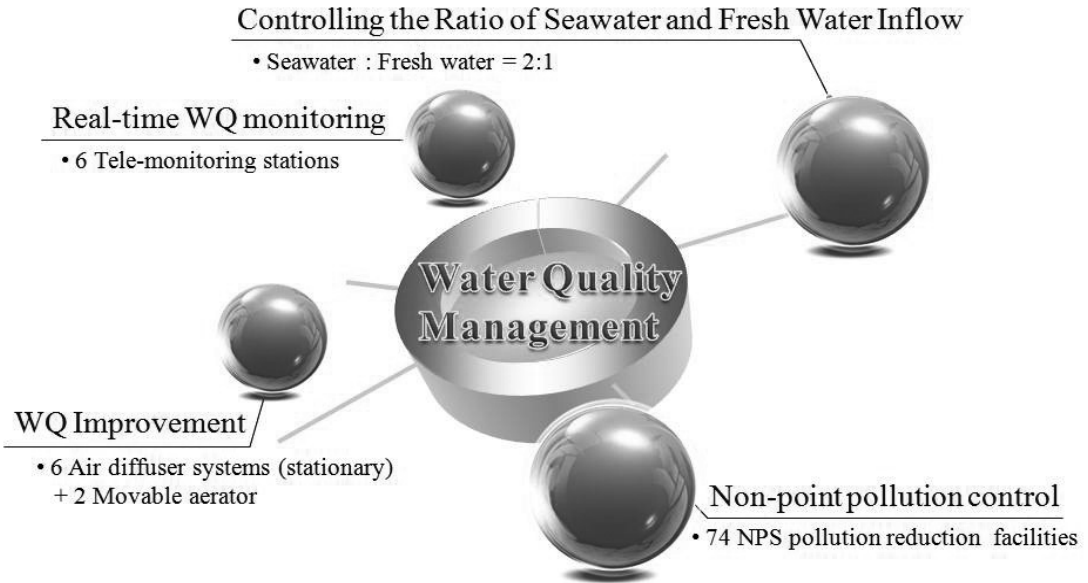 Controlling the Ratio of Seawater and Fresh Water Inflow
• Seawater : Fresh water = 2:1
Real-time WQ monitoring
• 6 Tele-monitoring stations
Water Quality
Management
WQ Improvement
• 6 Air diffuser systems (stationary)
+ 2 Movable aerator
Non-point pollution control
• 74 NPS pollution reduction facilities